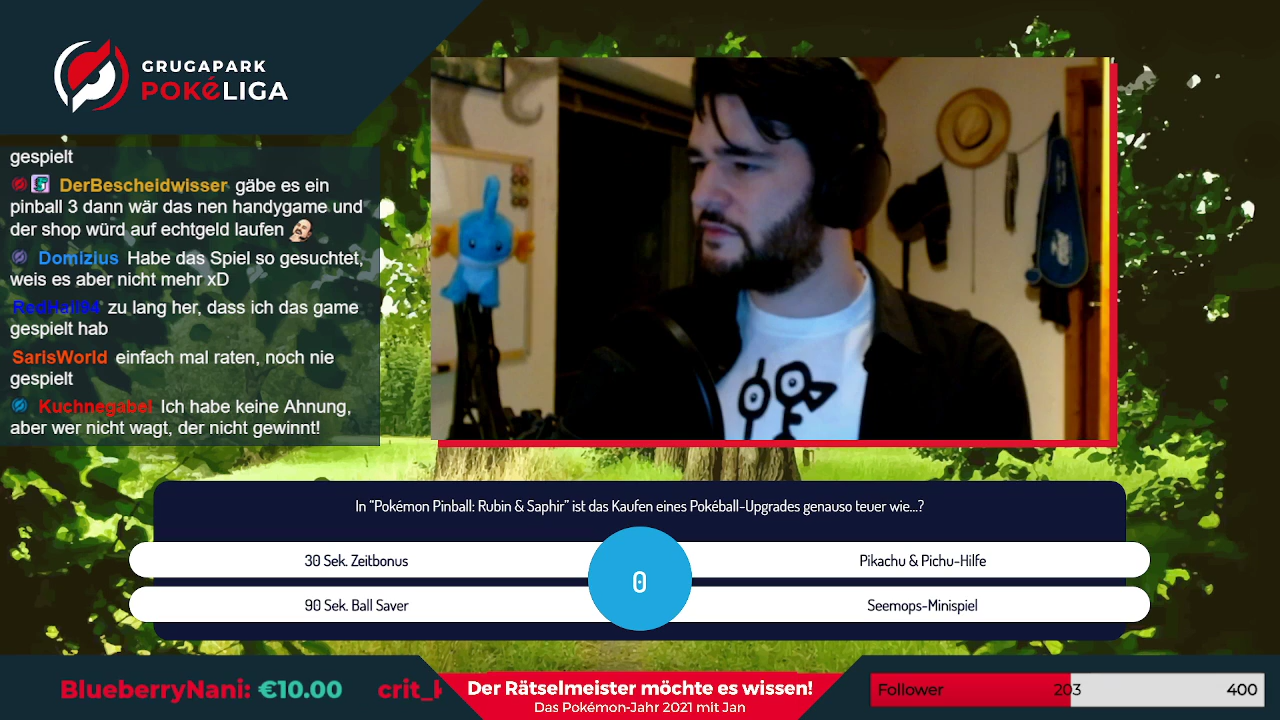 GRUGAPARK
POKéLIGA
gespielt
DerBescheidwisser gäbe es ein
pinball 3 dann wär das nen handygame und
der shop würd auf echtgeld laufen
Domizius Habe das Spiel so gesuchtet,
weis es aber nicht mehr xD
RedHail94 zu lang her, dass ich das game
gespielt hab
SarisWorld einfach mal raten, noch nie
gespielt
Kuchnegabel Ich habe keine Ahnung,
aber wer nicht wagt, der nicht gewinnt!
In "Pokémon Pinball: Rubin & Saphir" ist das Kaufen eines Pokéball-Upgrades genauso teuer wie...?
30 Sek. Zeitbonus
Pikachu & Pichu-Hilfe
0
90 Sek. Ball Saver
Seemops-Minispiel
BlueberryNani: €10.00
Der Rätselmeister möchte es wissen!
Das Pokémon-Jahr 2021 mit Jan
Follower 203 400